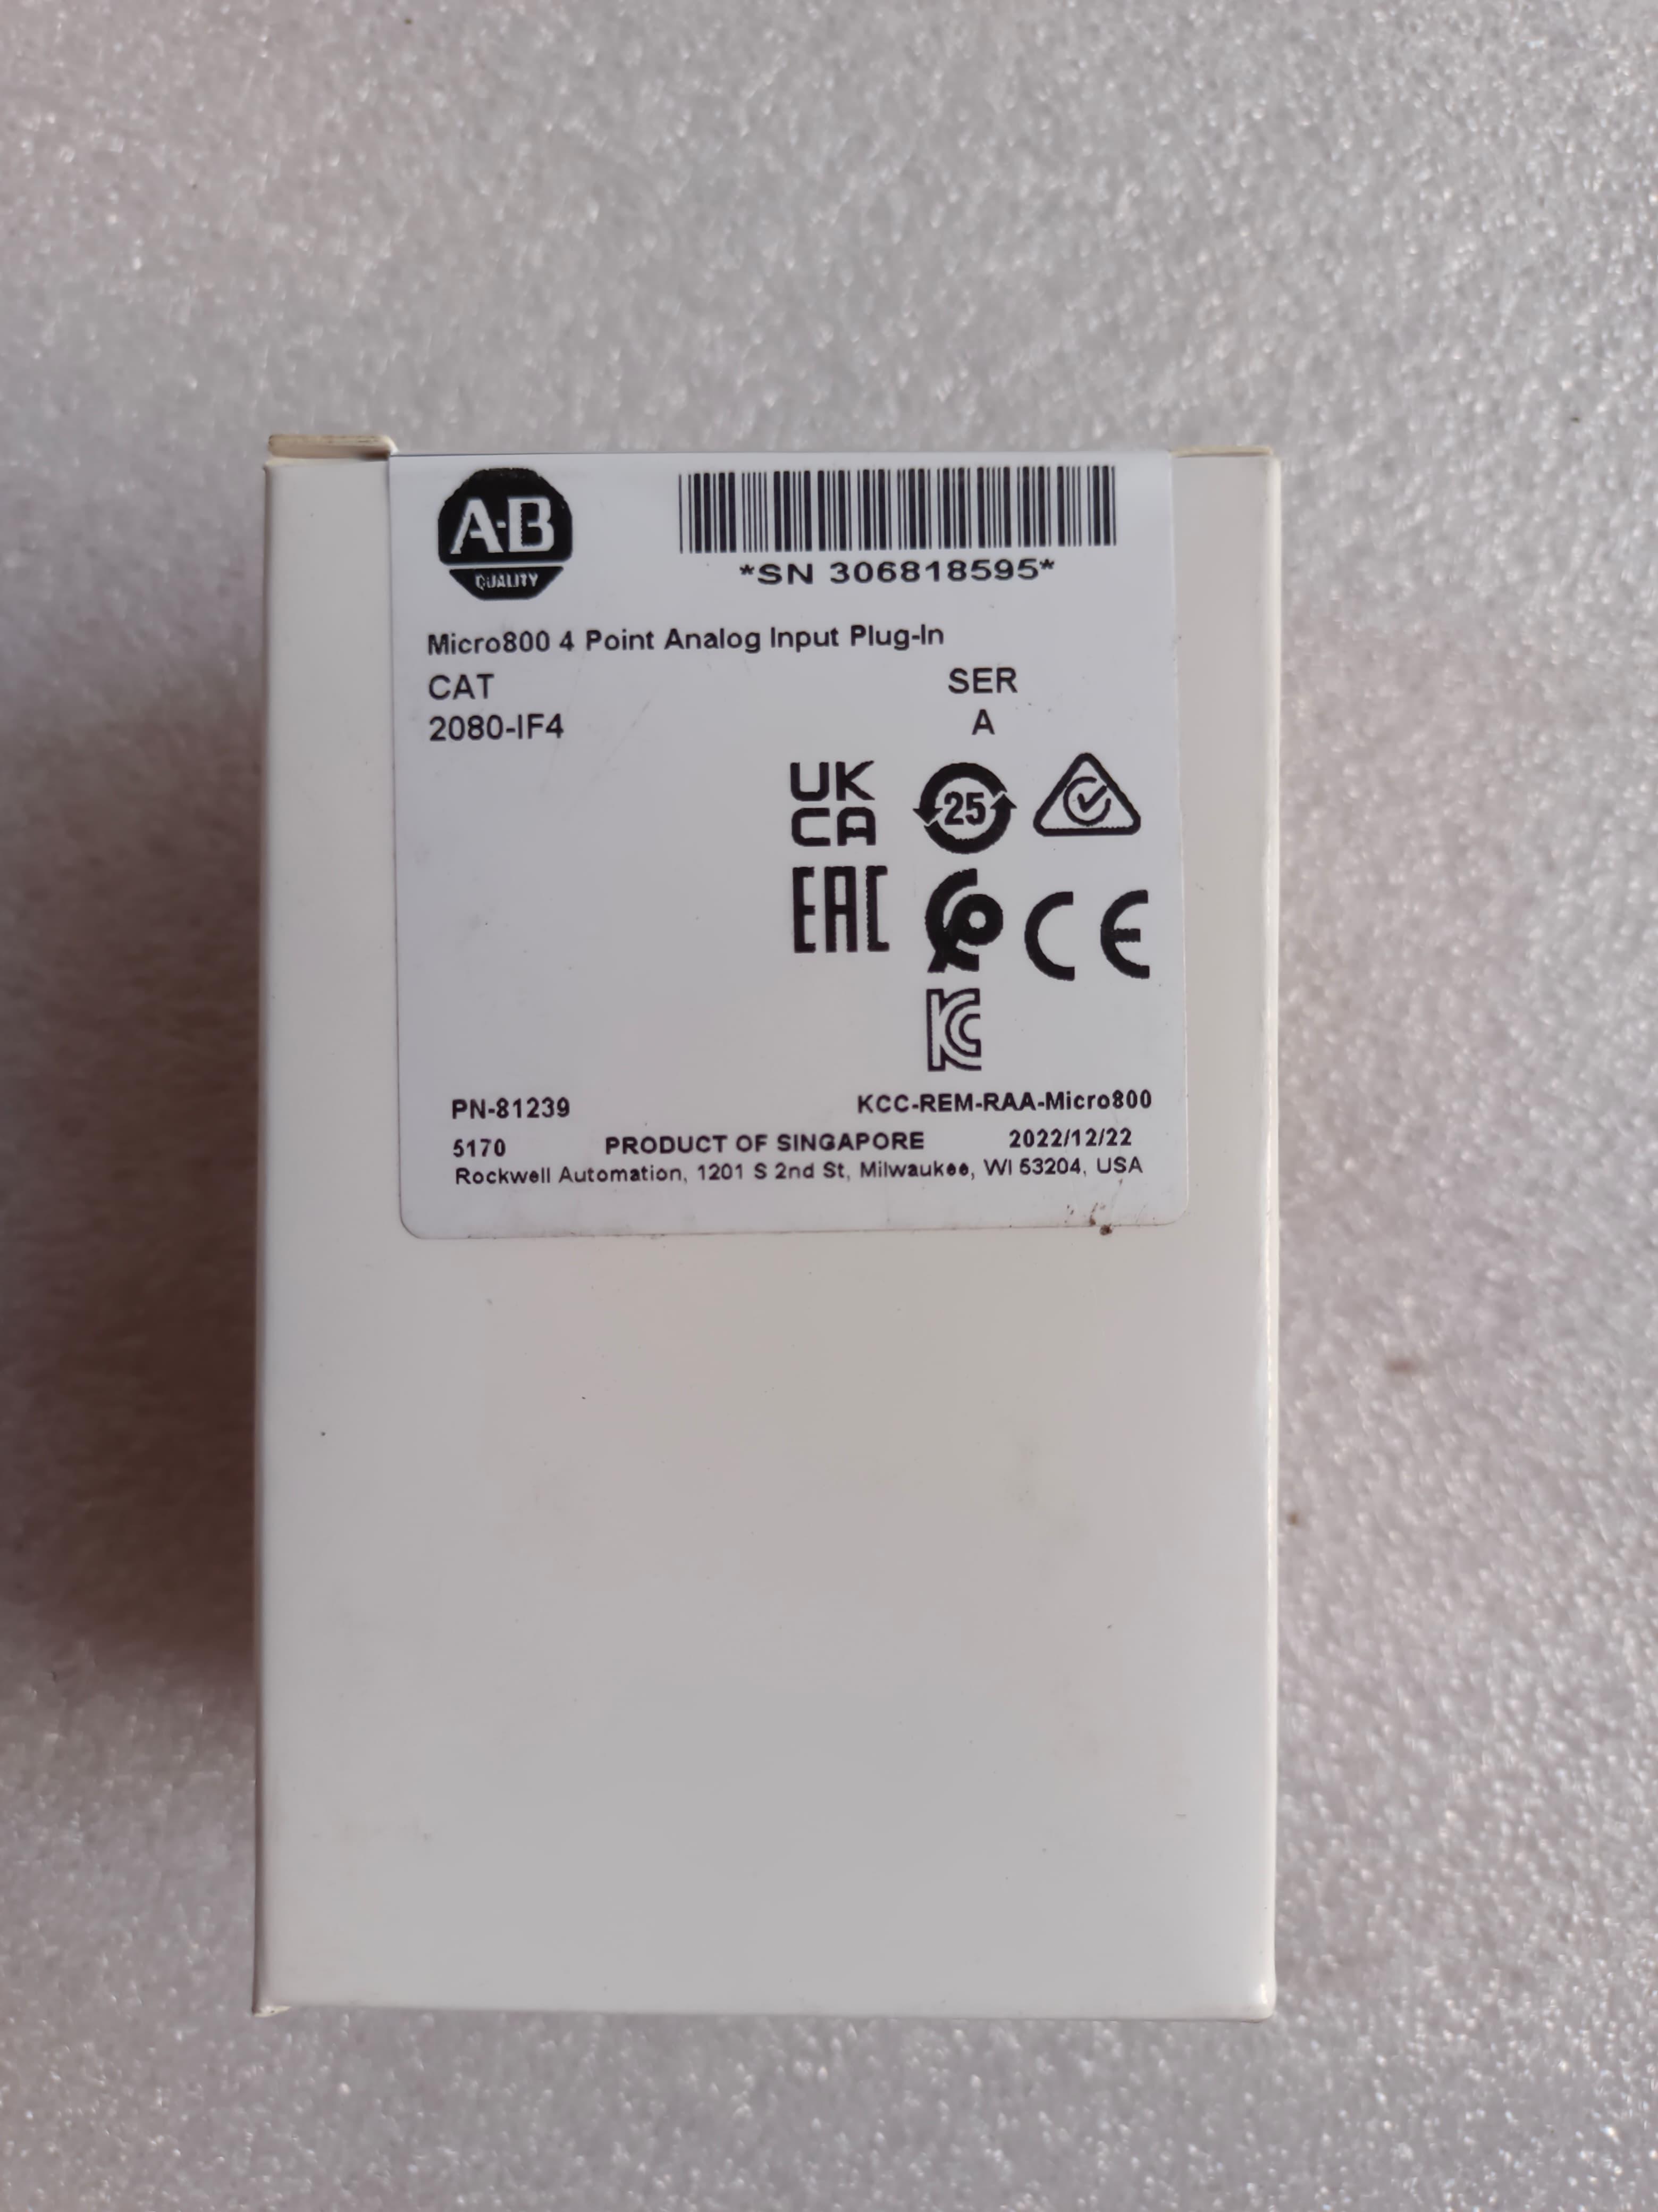 A-B
QUALITY
*SN 306818595*
Micro800 4 Point Analog Input Plug-In
CAT SER
2080-IF4 A
UK
CA
25
EAC
CE
KC
PN-81239 KCC-REM-RAA-Micro800
5170 PRODUCT OF SINGAPORE 2022/12/22
Rockwell Automation, 1201 S 2nd St, Milwaukee, WI 53204, USA